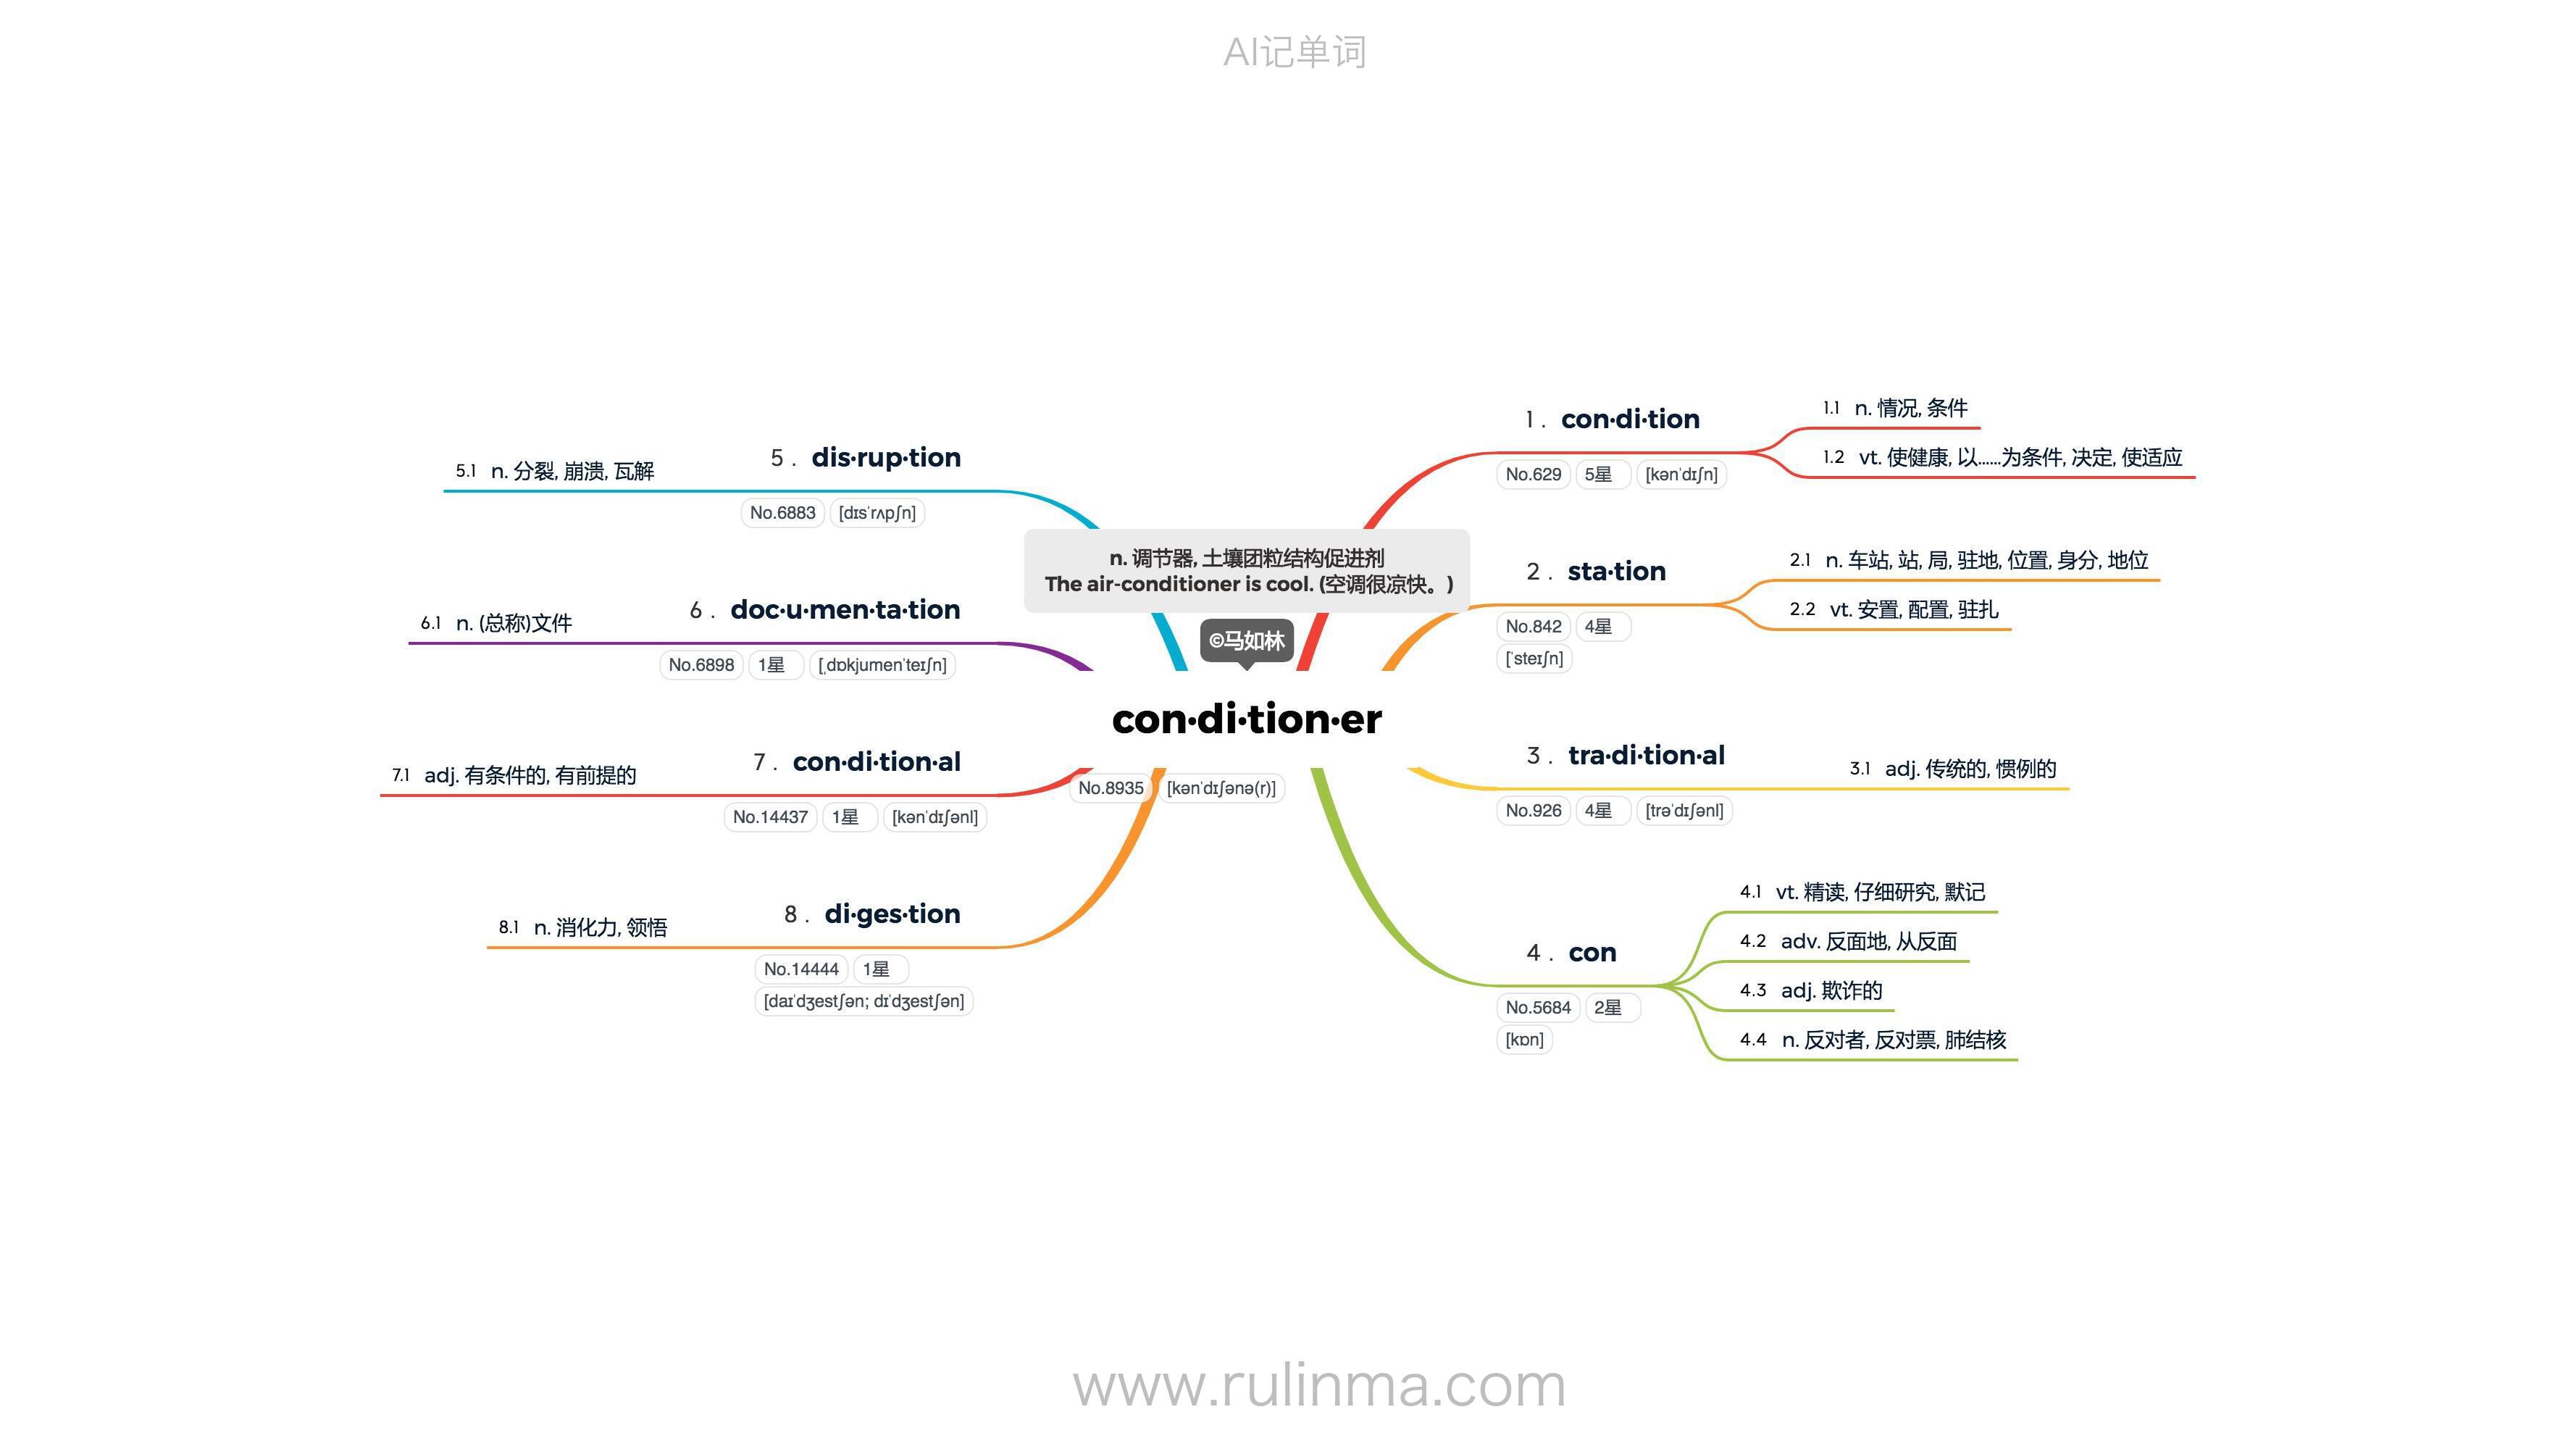 AI记单词
n. 调节器, 土壤团粒结构促进剂
The air-conditioner is cool. (空调很凉快。)
©马如林
con·di·tion·er
No.8935 [kənˈdɪʃənə(r)]
1 . con·di·tion
No.629 5星 [kənˈdɪʃn]
1.1 n. 情况, 条件
1.2 vt. 使健康, 以......为条件, 决定, 使适应
2 . sta·tion
No.842 4星
[ˈsteɪʃn]
2.1 n. 车站, 站, 局, 驻地, 位置, 身分, 地位
2.2 vt. 安置, 配置, 驻扎
3 . tra·di·tion·al
No.926 4星 [trəˈdɪʃənl]
3.1 adj. 传统的, 惯例的
4 . con
No.5684 2星
[kɒn]
4.1 vt. 精读, 仔细研究, 默记
4.2 adv. 反面地, 从反面
4.3 adj. 欺诈的
4.4 n. 反对者, 反对票, 肺结核
5 . dis·rup·tion
No.6883 [dɪsˈrʌpʃn]
5.1 n. 分裂, 崩溃, 瓦解
6 . doc·u·men·ta·tion
No.6898 1星 [ˌdɒkjumenˈteɪʃn]
6.1 n. (总称)文件
7 . con·di·tion·al
No.14437 1星 [kənˈdɪʃənl]
7.1 adj. 有条件的, 有前提的
8 . di·ges·tion
No.14444 1星
[daɪˈdʒestʃən; dɪˈdʒestʃən]
8.1 n. 消化力, 领悟
www.rulinma.com